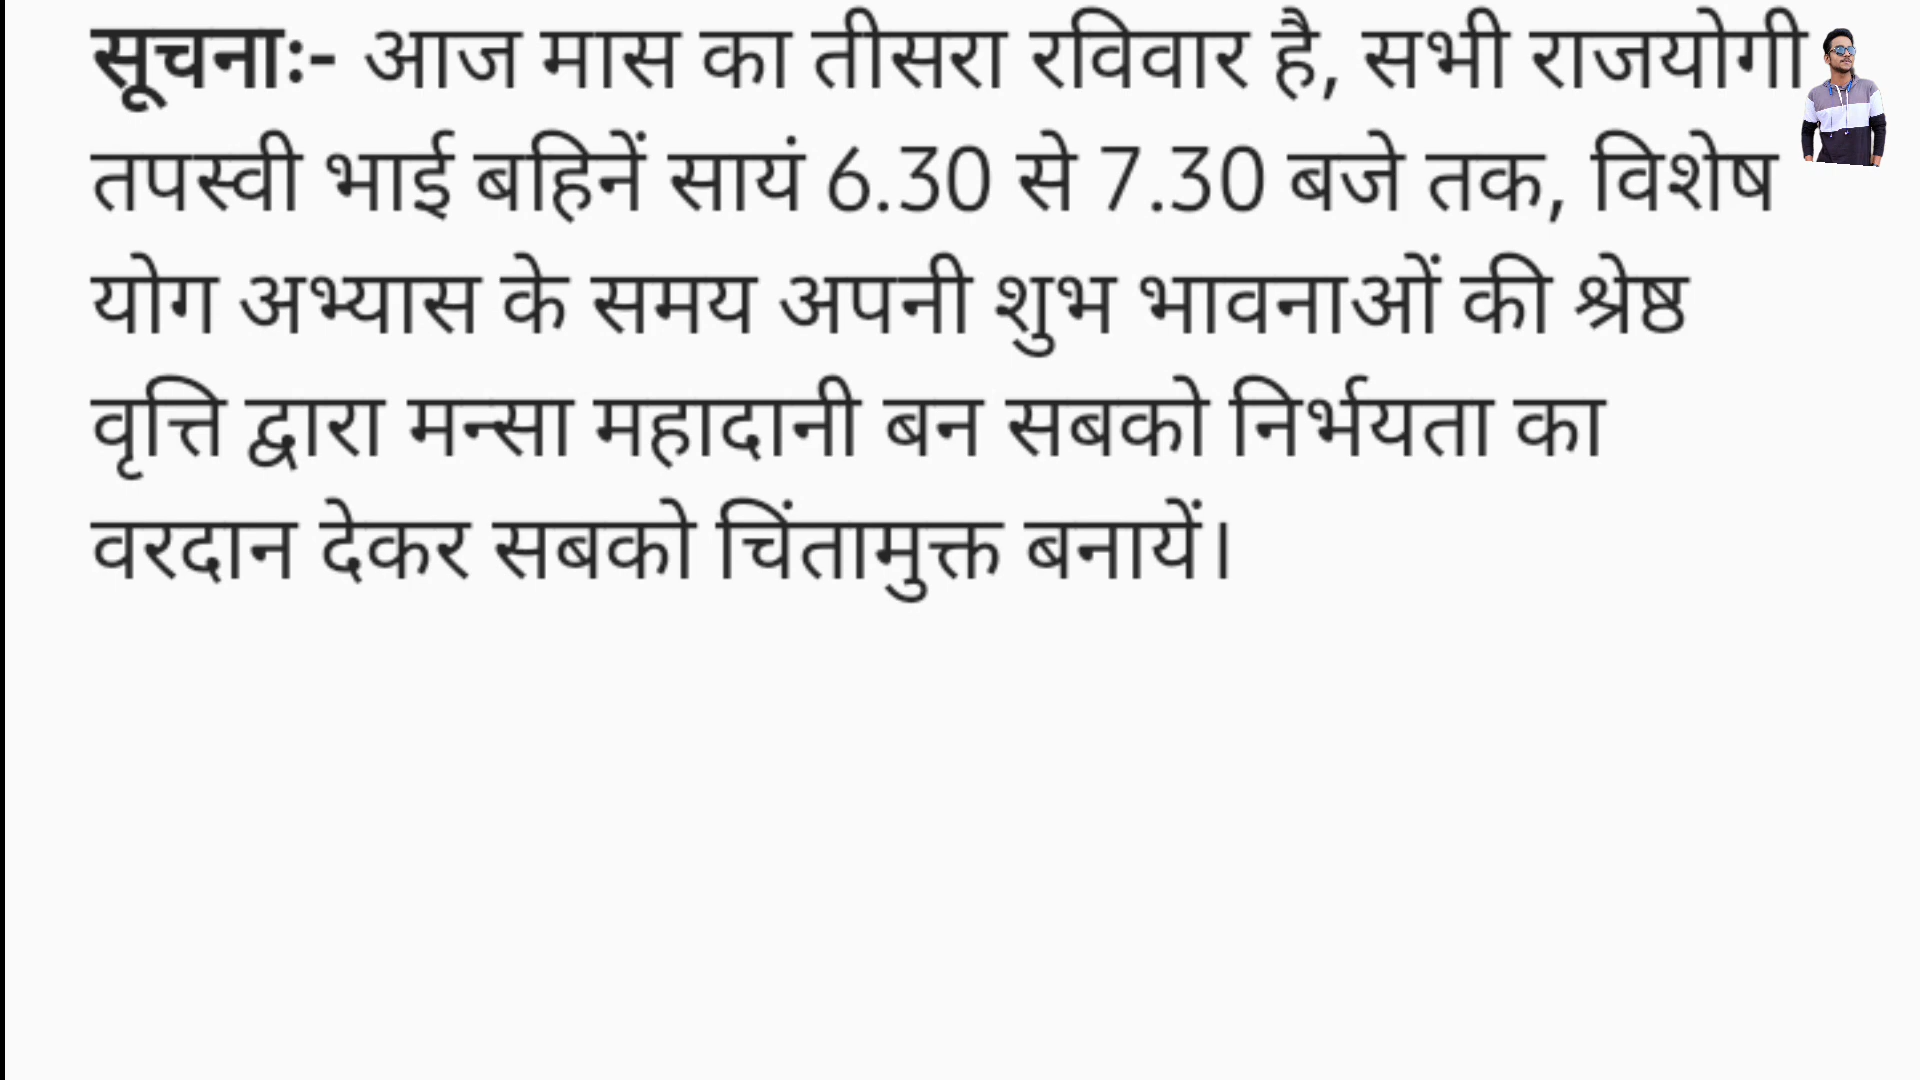 सूचनाः- आज मास का तीसरा रविवार है, सभी राजयोगी
तपस्वी भाई बहिनें सायं 6.30 से 7.30 बजे तक, विशेष
योग अभ्यास के समय अपनी शुभ भावनाओं की श्रेष्ठ
वृत्ति द्वारा मन्सा महादानी बन सबको निर्भयता का
वरदान देकर सबको चिंतामुक्त बनायें।